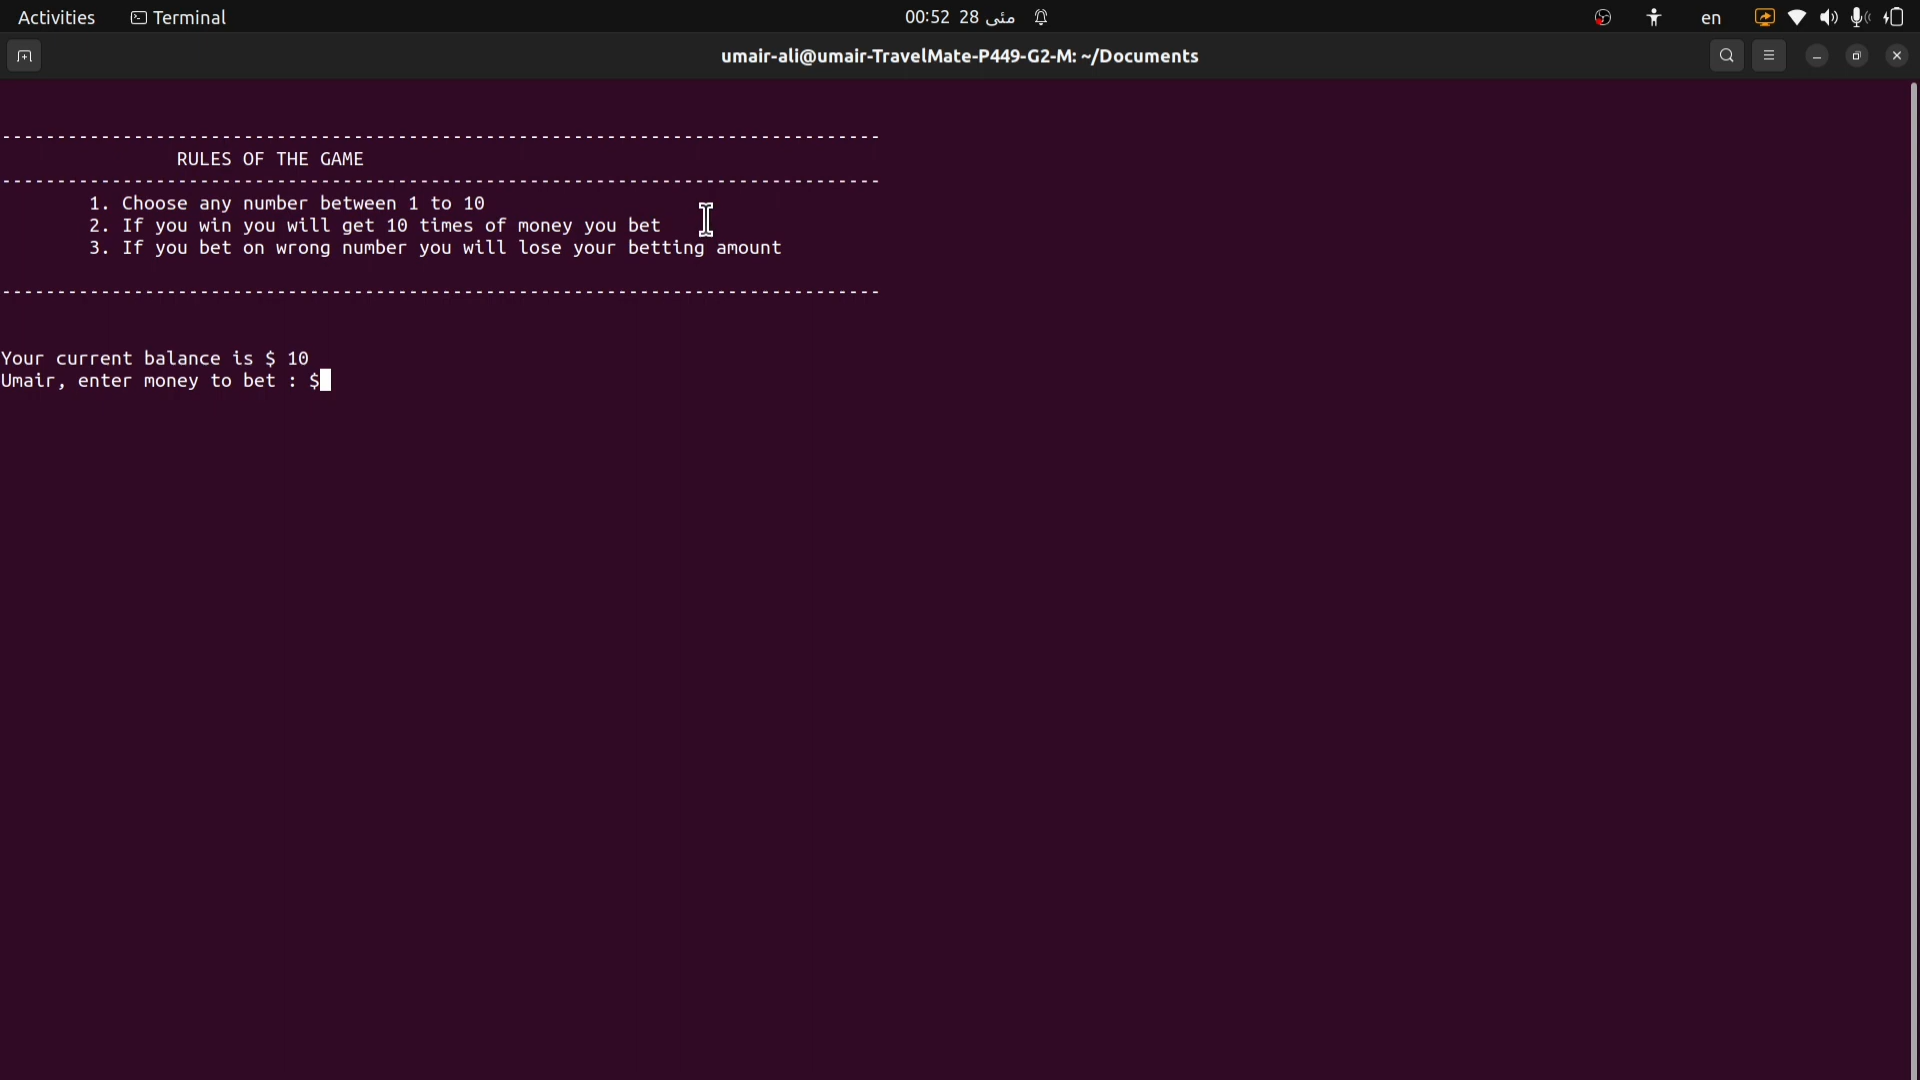 Activities Terminal 00:52 28 مئی en
umair-ali@umair-TravelMate-P449-G2-M: ~/Documents
--------------------------------------------------------------------------------
RULES OF THE GAME
--------------------------------------------------------------------------------
1. Choose any number between 1 to 10
2. If you win you will get 10 times of money you bet
3. If you bet on wrong number you will lose your betting amount
--------------------------------------------------------------------------------
Your current balance is $ 10
Umair, enter money to bet : $